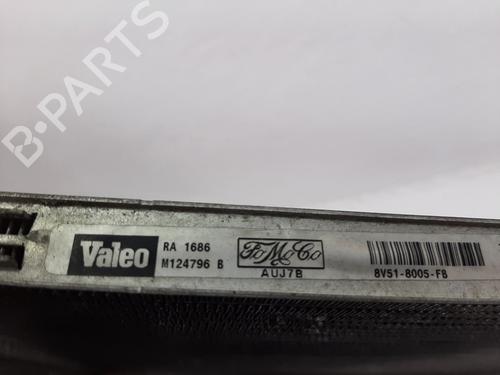 B-PARTS
Valeo
RA 1686
M124796 B
FoMoCo
AUJ7B
8V51-8005-FB